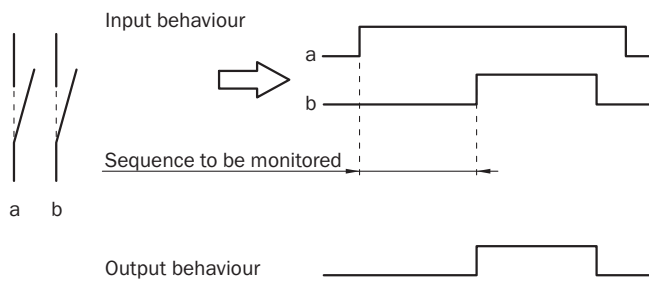 Input behaviour
a
b
Sequence to be monitored
a b
Output behaviour